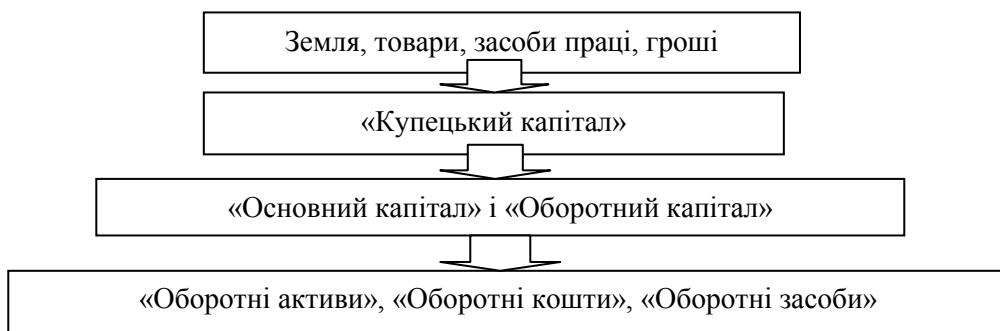 Земля, товари, засоби праці, гроші
«Купецький капітал»
«Основний капітал» і «Оборотний капітал»
«Оборотні активи», «Оборотні кошти», «Оборотні засоби»